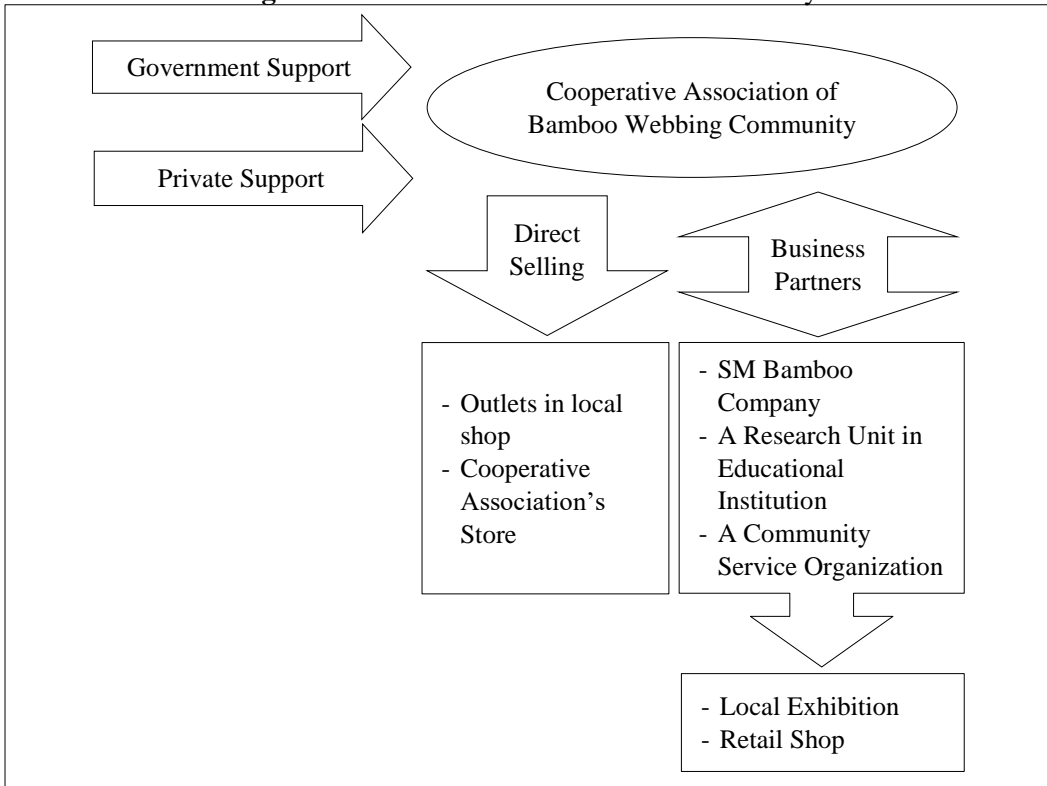 Government Support
Private Support
Cooperative Association of
Bamboo Webbing Community
Direct
Selling
Business
Partners
- Outlets in local
shop
- Cooperative
Association’s
Store
- SM Bamboo
Company
- A Research Unit in
Educational
Institution
- A Community
Service Organization
- Local Exhibition
- Retail Shop